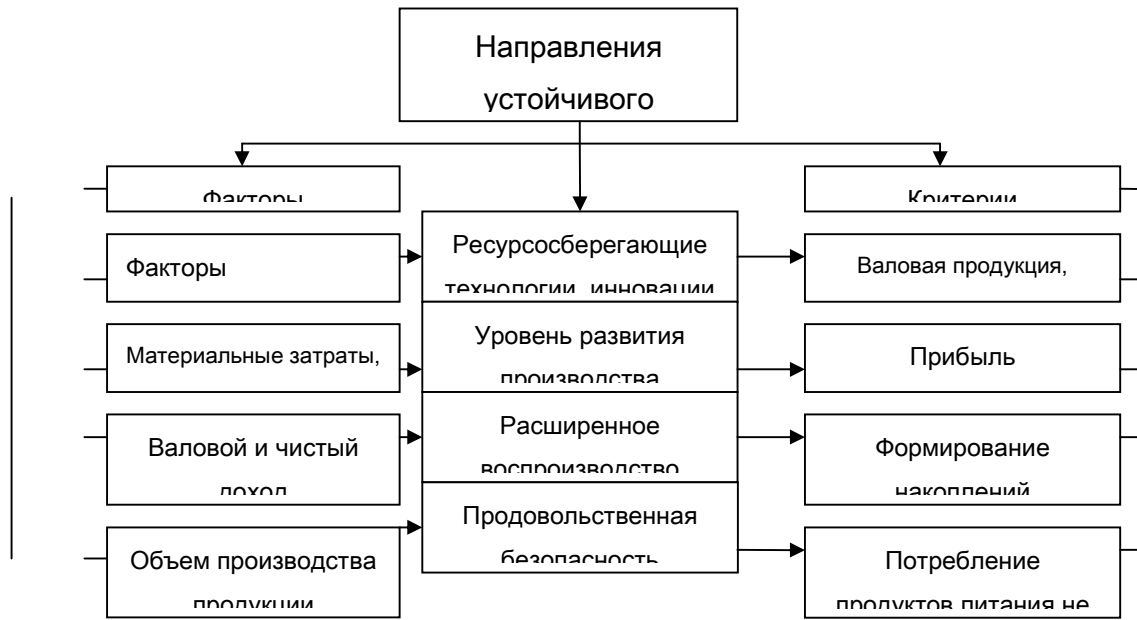 Направления
устойчивого
Факторы
Критерии
Факторы
Ресурсосберегающие
технологии, инновации
Валовая продукция,
Материальные затраты,
Уровень развития
производства
Прибыль
Валовой и чистый
доход
Расширенное
воспроизводство
Формирование
накоплений
Объем производства
продукции
Продовольственная
безопасность
Потребление
продуктов питания не